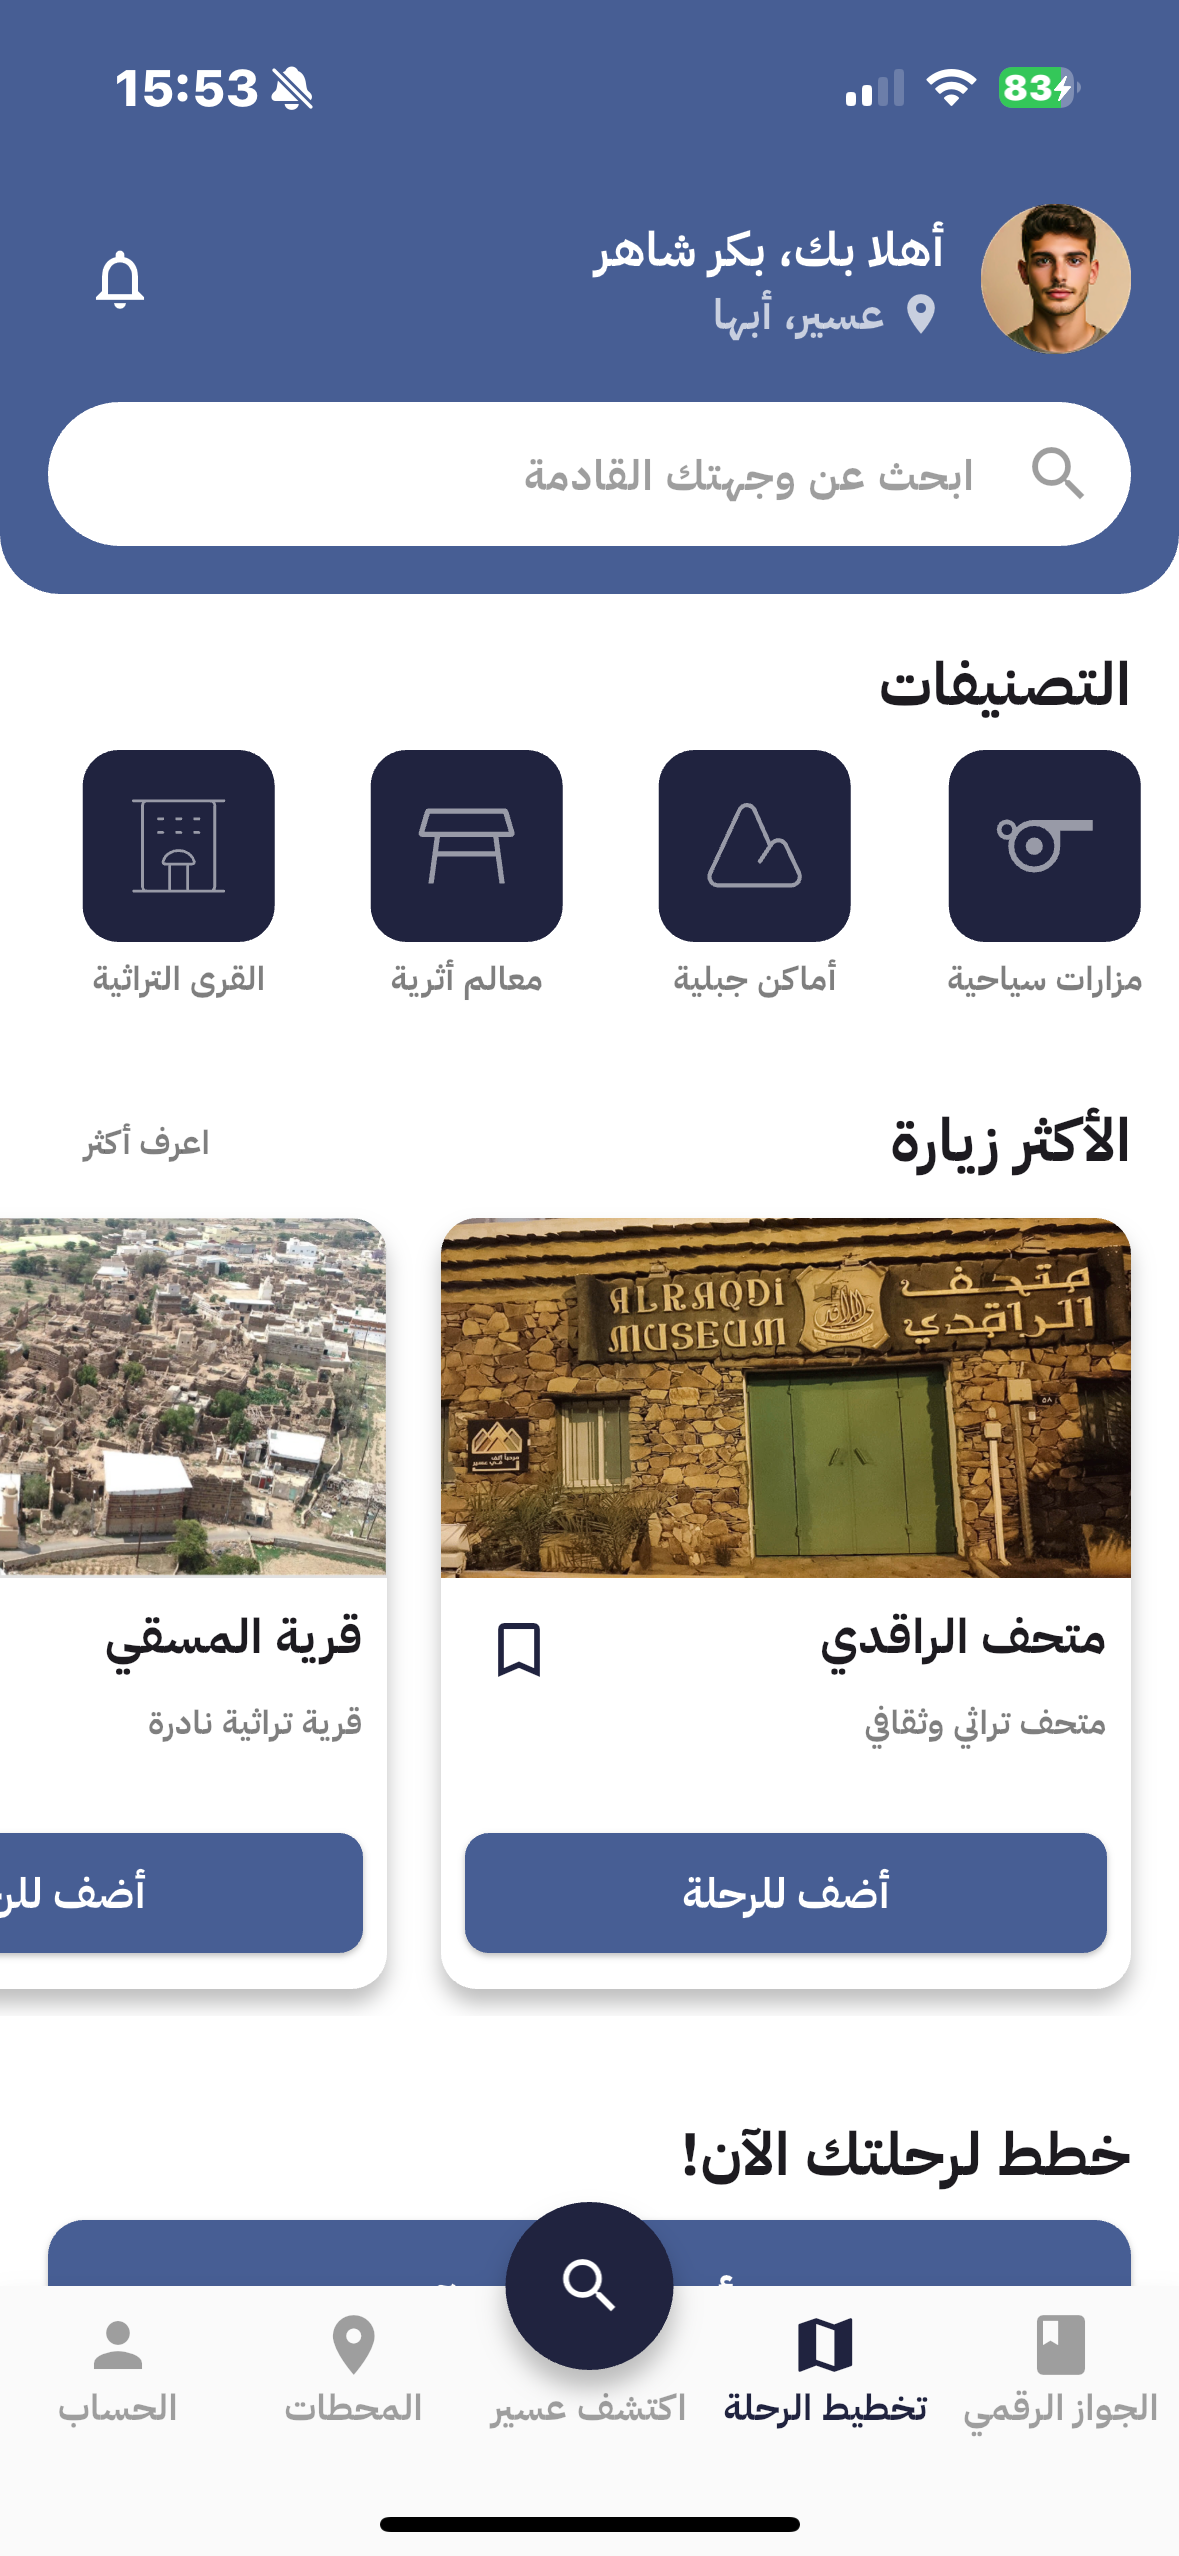 15:53
83
أهلا بك، بكر شاهر
عسير، أبها
ابحث عن وجهتك القادمة
التصنيفات
مزارات سياحية
أماكن جبلية
معالم أثرية
القرى التراثية
الأكثر زيارة
اعرف أكثر
متحف
الراقدي
ALRAQDi
MUSEUM
متحف الراقدي
متحف تراثي وثقافي
أضف للرحلة
قرية المسقي
قرية تراثية نادرة
أضف
خطط لرحلتك الآن!
الجواز الرقمي
تخطيط الرحلة
اكتشف عسير
المحطات
الحساب